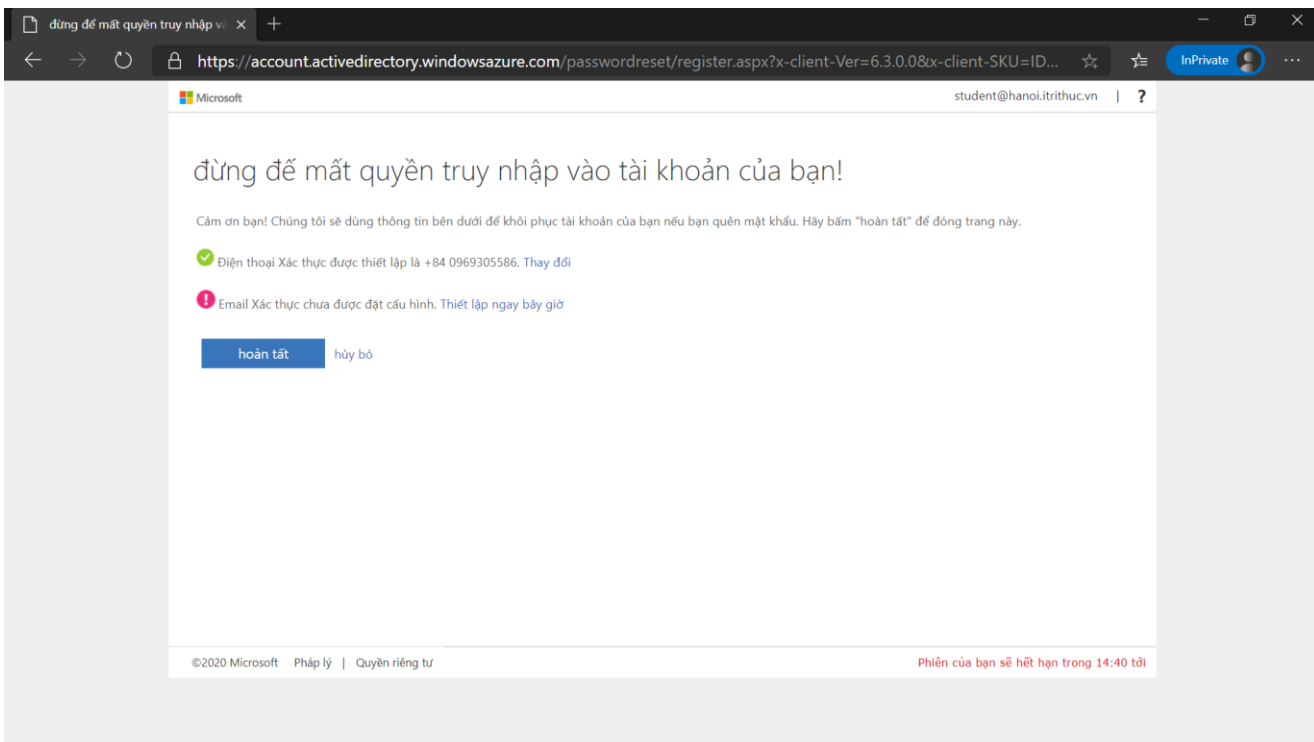 đừng để mất quyền truy nhập và
https://account.activedirectory.windowsazure.com/passwordreset/register.aspx?x-client-Ver=6.3.0.0&x-client-SKU=ID...
InPrivate
Microsoft
student@hanoi.itrithuc.vn | ?
đừng để mất quyền truy nhập vào tài khoản của bạn!
Cảm ơn bạn! Chúng tôi sẽ dùng thông tin bên dưới để khôi phục tài khoản của bạn nếu bạn quên mật khẩu. Hãy bấm "hoàn tất" để đóng trang này.
Điện thoại Xác thực được thiết lập là +84 0969305586. Thay đổi
Email Xác thực chưa được đặt cấu hình. Thiết lập ngay bây giờ
hoàn tất hủy bỏ
©2020 Microsoft Pháp lý | Quyền riêng tư
Phiên của bạn sẽ hết hạn trong 14:40 tới